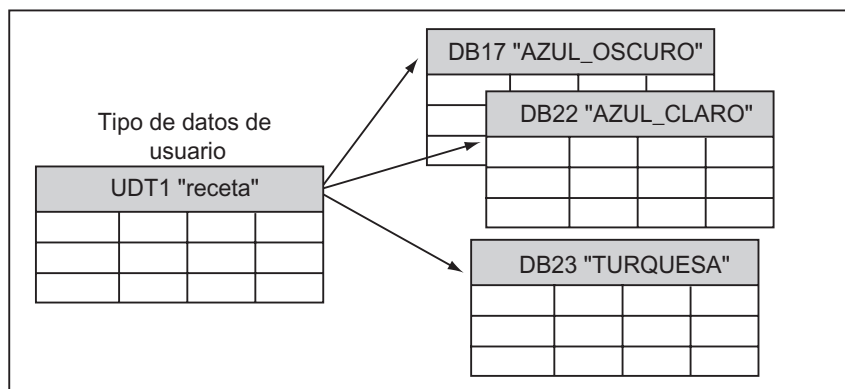 DB17 "AZUL_OSCURO"
DB22 "AZUL_CLARO"
Tipo de datos de
usuario
UDT1 "receta"
DB23 "TURQUESA"